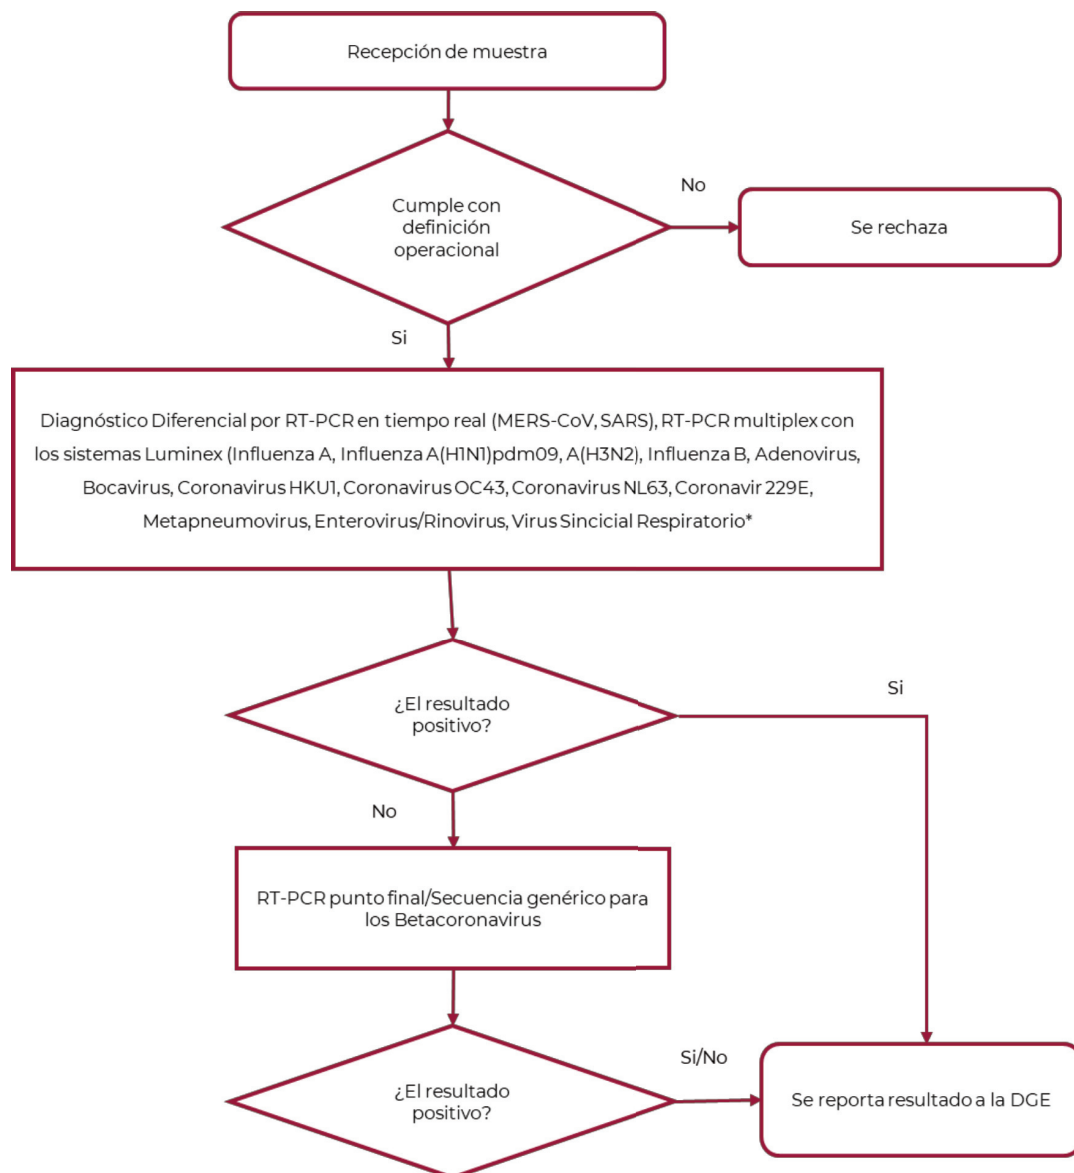 Recepción de muestra
Cumple con
definición
operacional
No
Se rechaza
Si
Diagnóstico Diferencial por RT-PCR en tiempo real (MERS-CoV, SARS), RT-PCR multiplex con
los sistemas Luminex (Influenza A, Influenza A(H1N1)pdm09, A(H3N2), Influenza B, Adenovirus,
Bocavirus, Coronavirus HKU1, Coronavirus OC43, Coronavirus NL63, Coronavir 229E,
Metapneumovirus, Enterovirus/Rinovirus, Virus Sincicial Respiratorio*
¿El resultado
positivo?
Si
No
RT-PCR punto final/Secuencia genérico para
los Betacoronavirus
¿El resultado
positivo?
Si/No
Se reporta resultado a la DGE